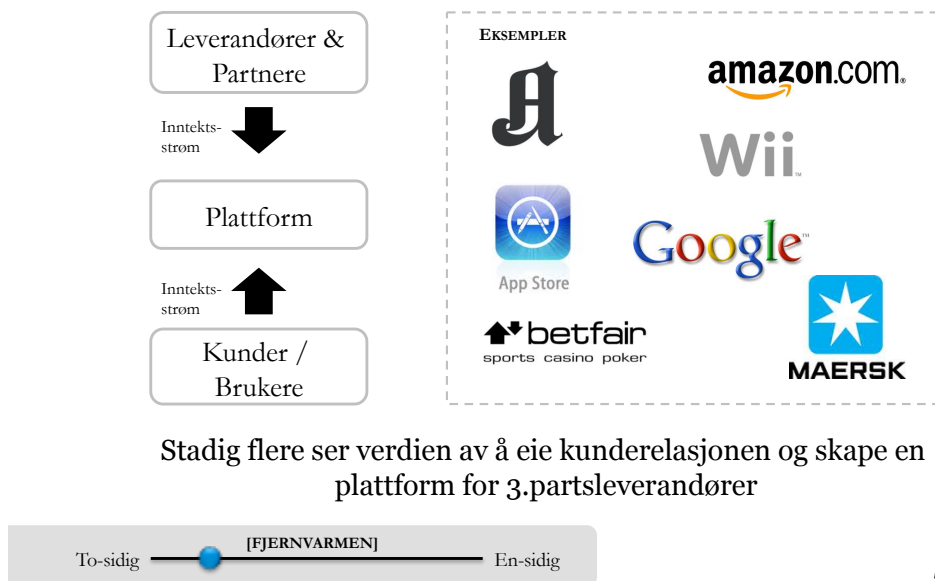 Leverandører &
Partnere
Inntekts-
strøm
Plattform
Inntekts-
strøm
Kunder /
Brukere
EKSEMPLER
A
amazon.com.
Wii
App Store
Google™
betfair
sports casino poker
MAERSK
Stadig flere ser verdien av å eie kunderelasjonen og skape en
plattform for 3.partsleverandører
[FJERNVARMEN]
To-sidig
En-sidig